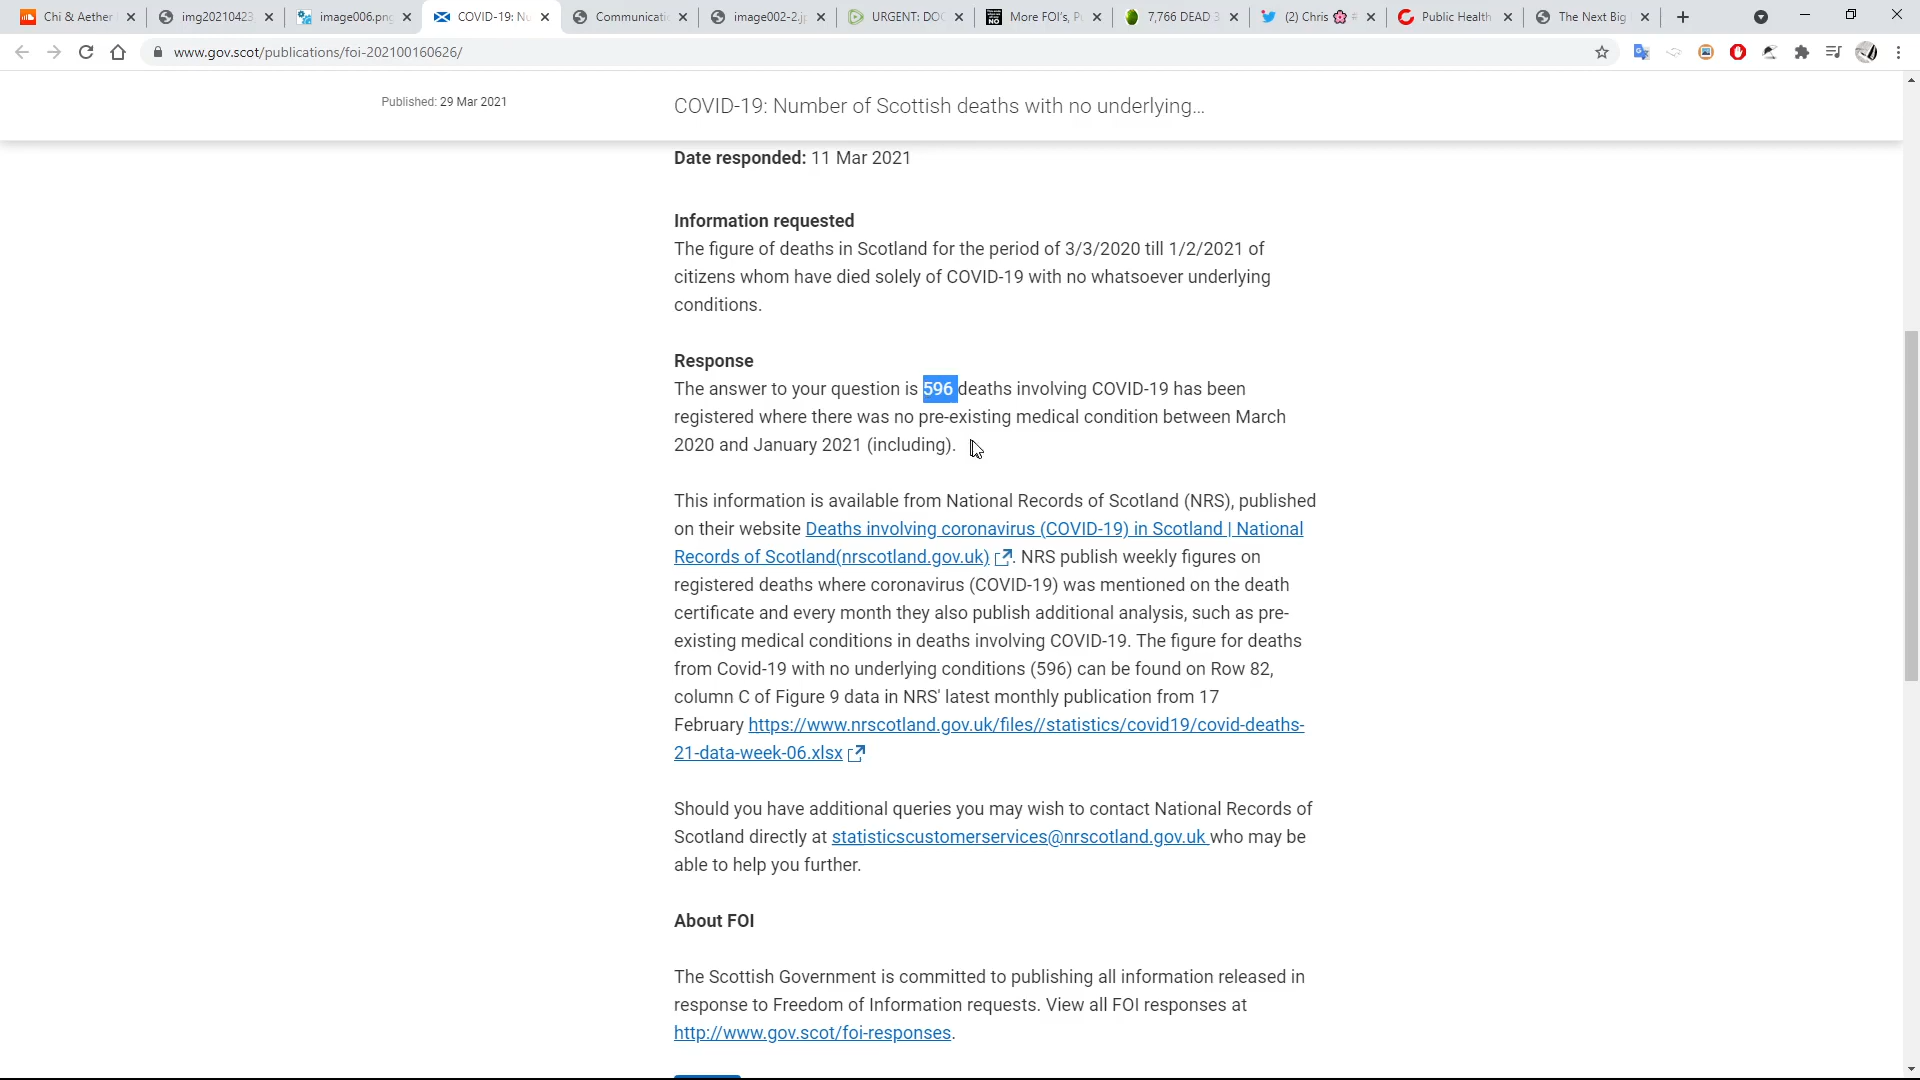 Chi & Aether
img20210423
image006.png
COVID-19: Nu
Communicatio
image002-2.jp
URGENT: DOC
More FOI's, P
7,766 DEAD 3
(2) Chris
Public Health
The Next Big
www.gov.scot/publications/foi-202100160626/
Published: 29 Mar 2021
COVID-19: Number of Scottish deaths with no underlying...
Date responded: 11 Mar 2021
Information requested
The figure of deaths in Scotland for the period of 3/3/2020 till 1/2/2021 of
citizens whom have died solely of COVID-19 with no whatsoever underlying
conditions.
Response
The answer to your question is 596 deaths involving COVID-19 has been
registered where there was no pre-existing medical condition between March
2020 and January 2021 (including).
This information is available from National Records of Scotland (NRS), published
on their website Deaths involving coronavirus (COVID-19) in Scotland | National
Records of Scotland(nrscotland.gov.uk) . NRS publish weekly figures on
registered deaths where coronavirus (COVID-19) was mentioned on the death
certificate and every month they also publish additional analysis, such as pre-
existing medical conditions in deaths involving COVID-19. The figure for deaths
from Covid-19 with no underlying conditions (596) can be found on Row 82,
column C of Figure 9 data in NRS' latest monthly publication from 17
February https://www.nrscotland.gov.uk/files//statistics/covid19/covid-deaths-
21-data-week-06.xlsx
Should you have additional queries you may wish to contact National Records of
Scotland directly at statisticscustomerservices@nrscotland.gov.uk who may be
able to help you further.
About FOI
The Scottish Government is committed to publishing all information released in
response to Freedom of Information requests. View all FOI responses at
http://www.gov.scot/foi-responses.